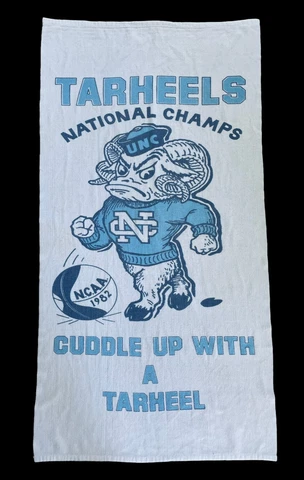 TARHEELS
NATIONAL CHAMPS
UNC
NC
NCAA
1982
CUDDLE UP WITH
A
TARHEEL